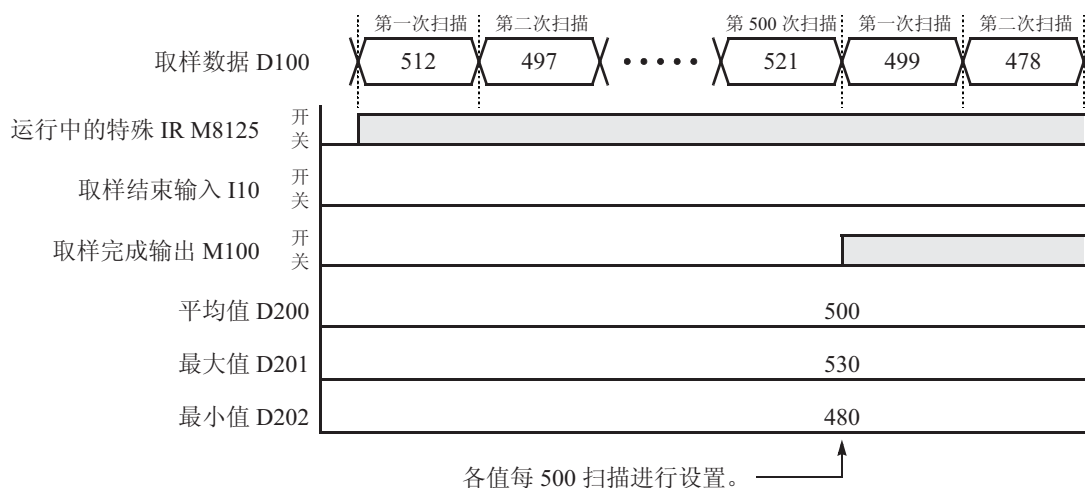 第一次扫描 第二次扫描 第 500 次扫描 第一次扫描 第二次扫描
取样数据 D100 512 497 ····· 521 499 478
运行中的特殊 IR M8125 开 关
取样结束输入 I10 开 关
取样完成输出 M100 开 关
平均值 D200 500
最大值 D201 530
最小值 D202 480
各值每 500 扫描进行设置。